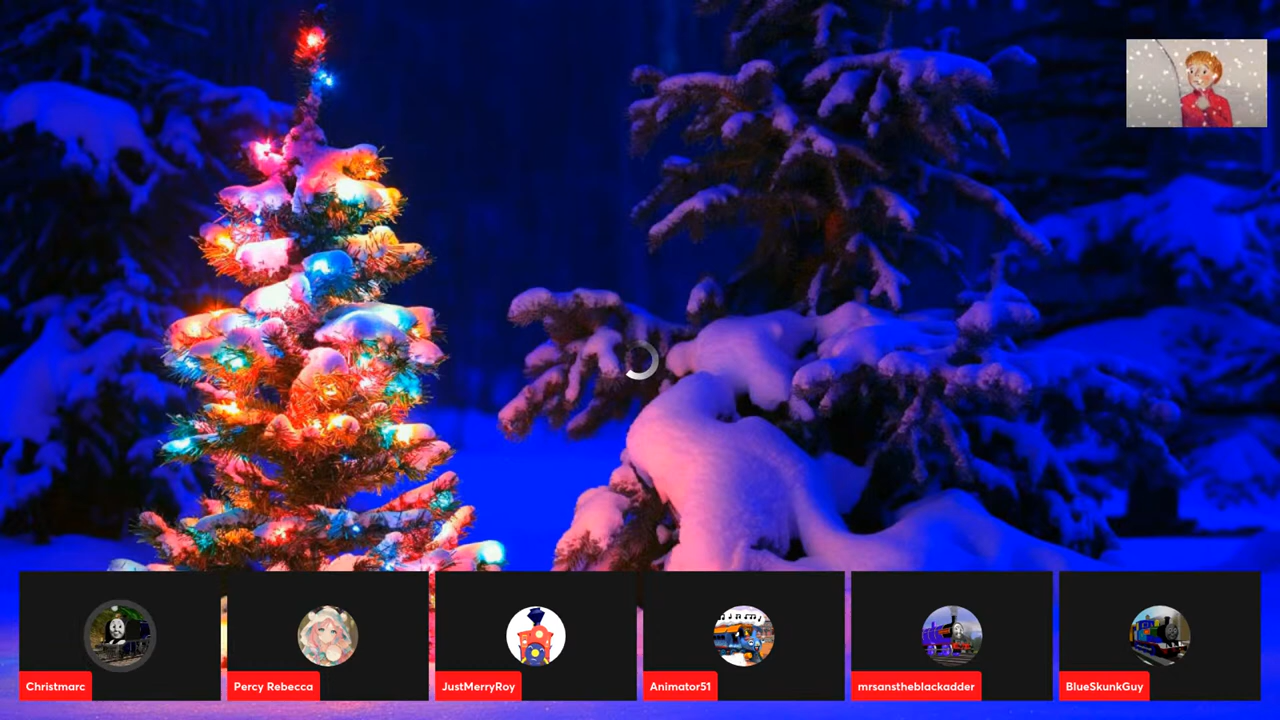 Christmarc
Percy Rebecca
JustMerryRoy
Animator51
mrsanstheblackadder
BlueSkunkGuy